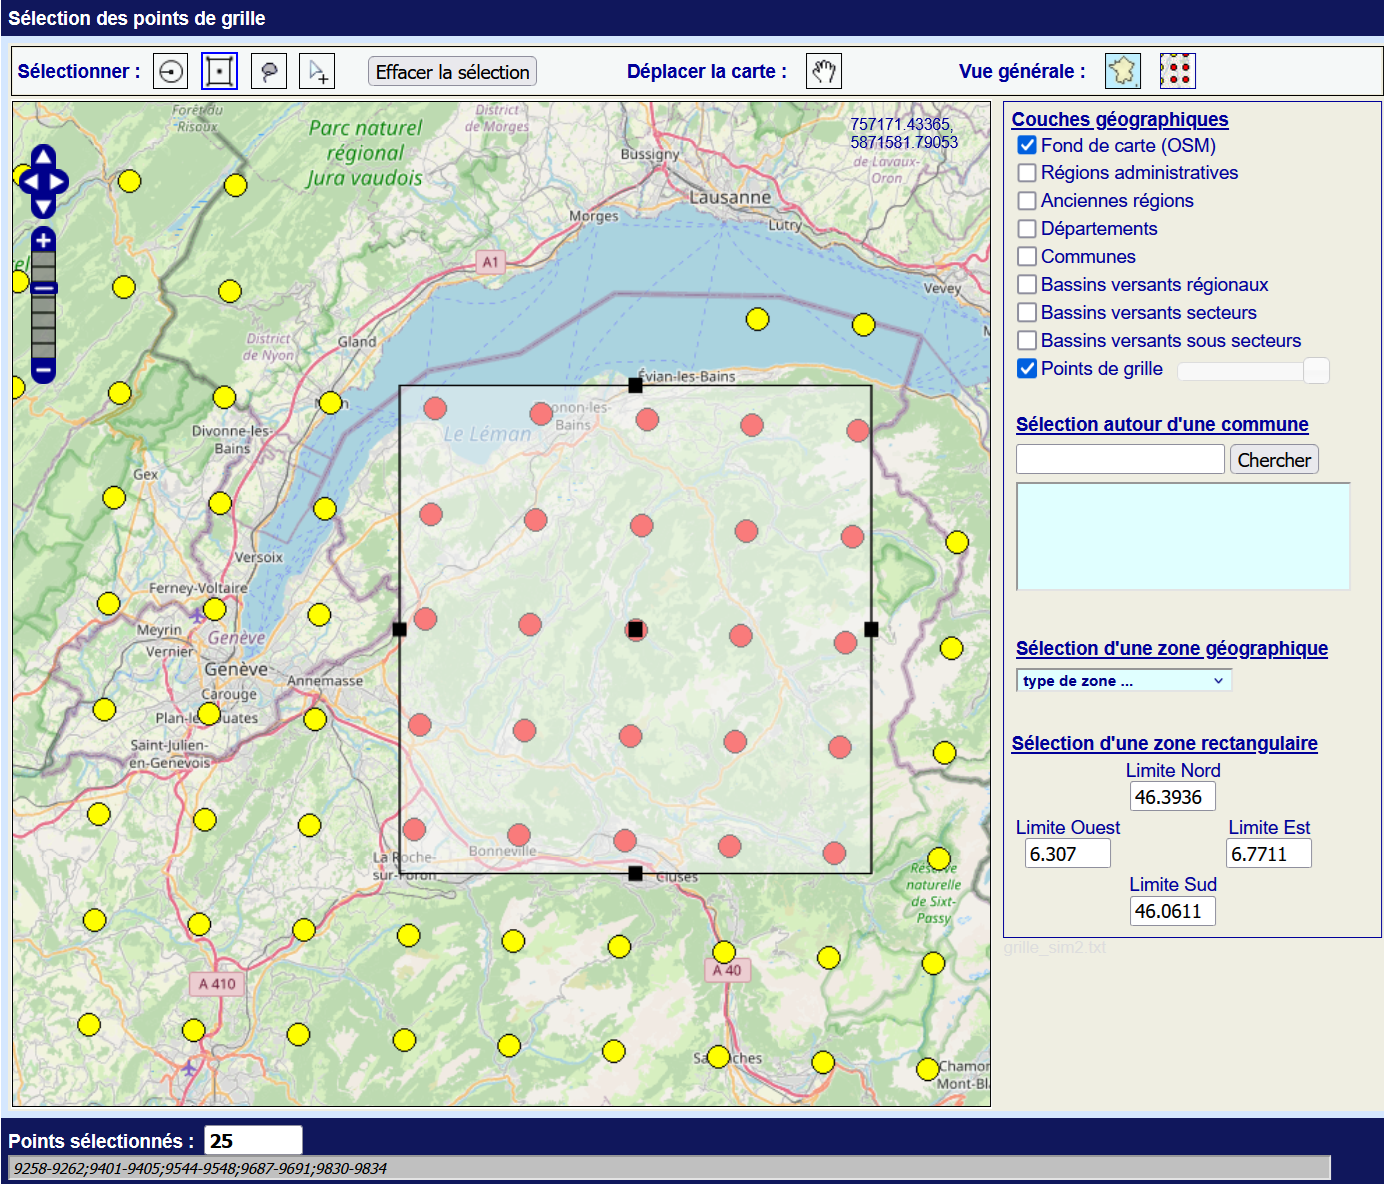 Sélection des points de grille
Sélectionner :
Effacer la sélection
Déplacer la carte :
Vue générale :
757171.43365,
5871581.79053
Forêt du
Risoux
Parc naturel
régional
Jura vaudois
District
de Morges
Bussigny
de Lavaux-
Oron
Lausanne
Morges
Lutry
A1
Vevey
District
de Nyon
Gland
Évian-les-Bains
Divonne-les-
Bains
onon-les-
Bains
Le Léman
Gex
Versoix
Ferney-Voltaire
Meyrin
Vernier
Genève
Genève
Carouge
Annemasse
Plan-les-Ouates
Saint-Julien-
en-Genevois
La Roche-
sur-Foron
Bonneville
Cluses
Réserve
naturelle
de Sixt-
Passy
A 410
A 40
Sallanches
Chamon
Mont-Bl
Couches géographiques
Fond de carte (OSM)
Régions administratives
Anciennes régions
Départements
Communes
Bassins versants régionaux
Bassins versants secteurs
Bassins versants sous secteurs
Points de grille
Sélection autour d'une commune
Chercher
Sélection d'une zone géographique
type de zone ...
Sélection d'une zone rectangulaire
Limite Nord
46.3936
Limite Ouest
Limite Est
6.307
6.7711
Limite Sud
46.0611
grille_sim2.txt
Points sélectionnés :
25
9258-9262;9401-9405;9544-9548;9687-9691;9830-9834